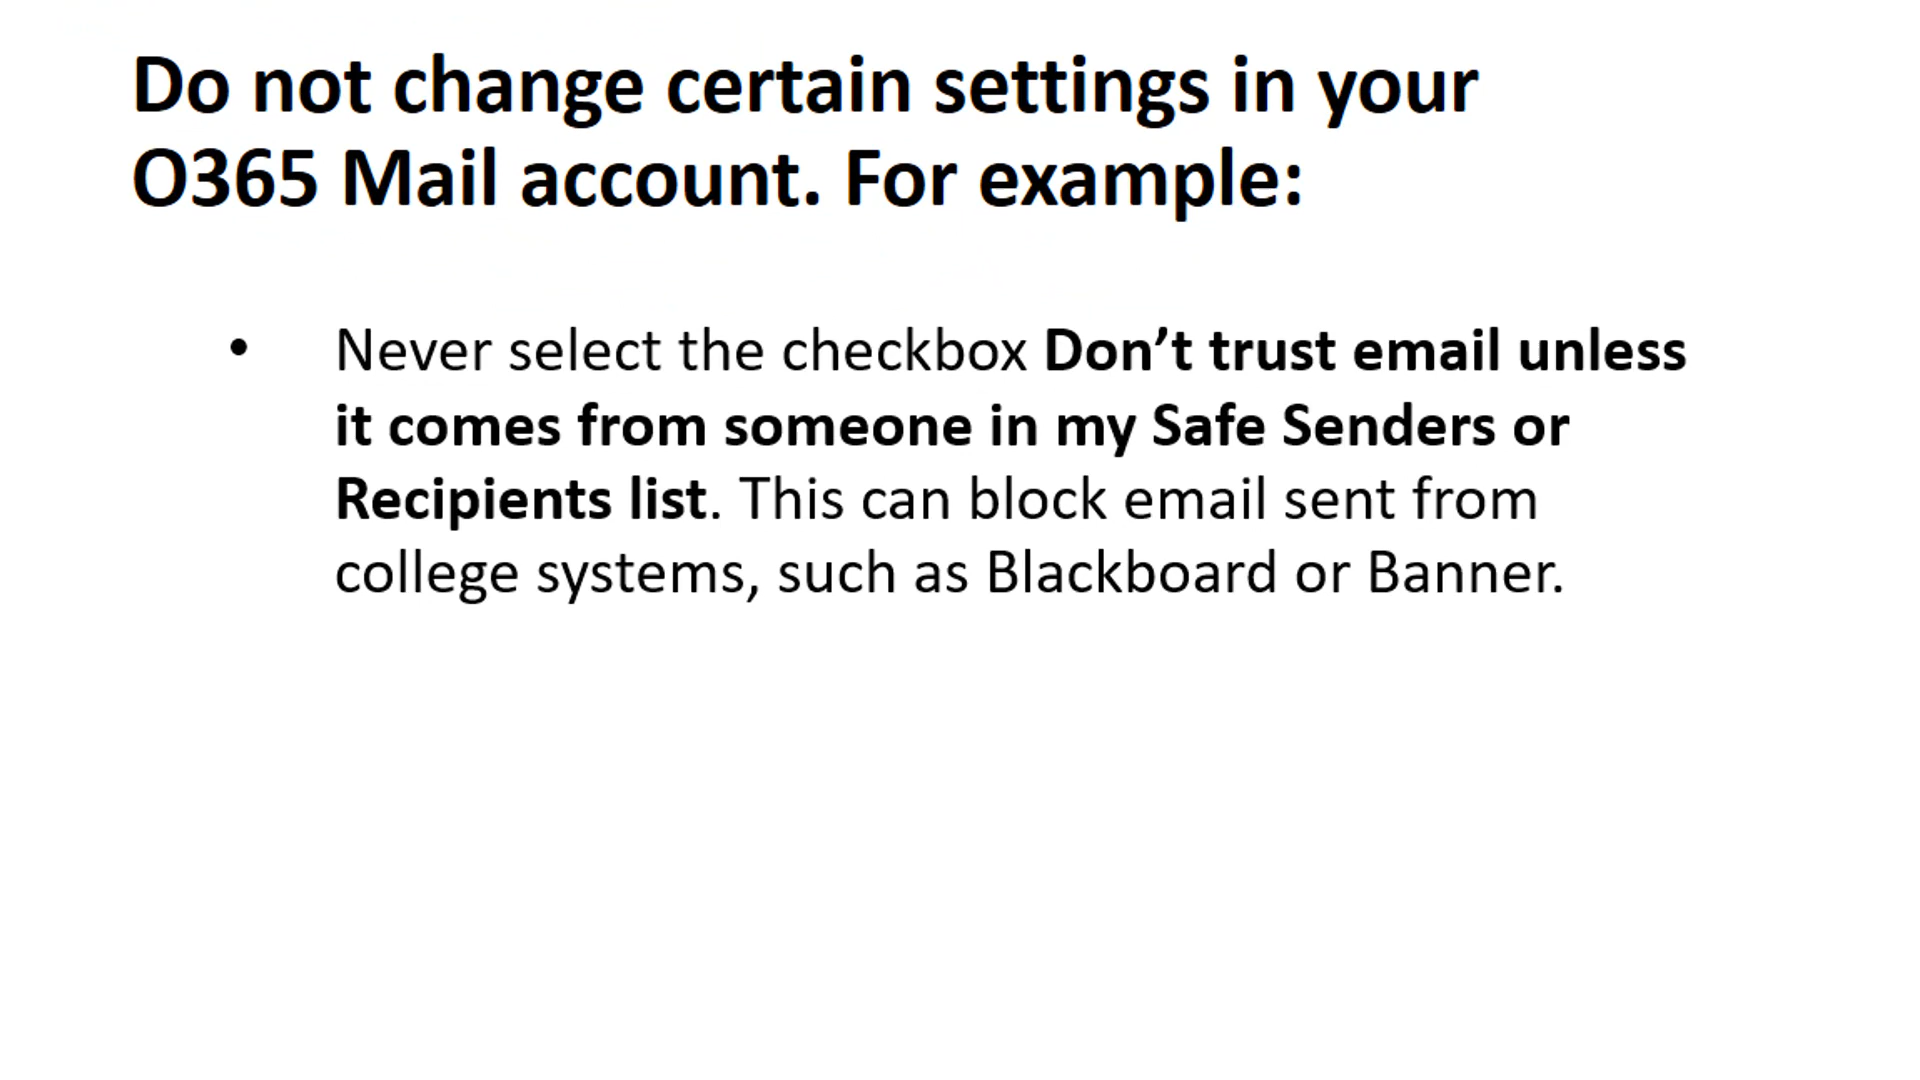 Do not change certain settings in your
O365 Mail account. For example:
• Never select the checkbox Don’t trust email unless
it comes from someone in my Safe Senders or
Recipients list. This can block email sent from
college systems, such as Blackboard or Banner.